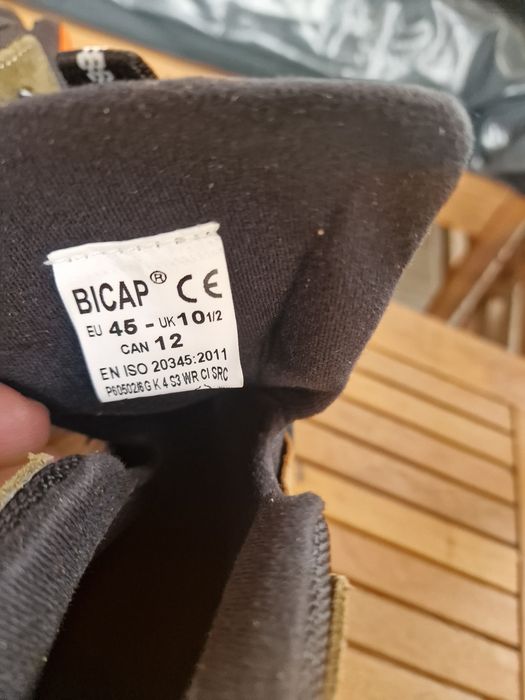 BICAP® CE
EU 45 - UK 10 1/2
CAN 12
EN ISO 20345:2011
P60502/6G K 4 S3 WR CI SRC